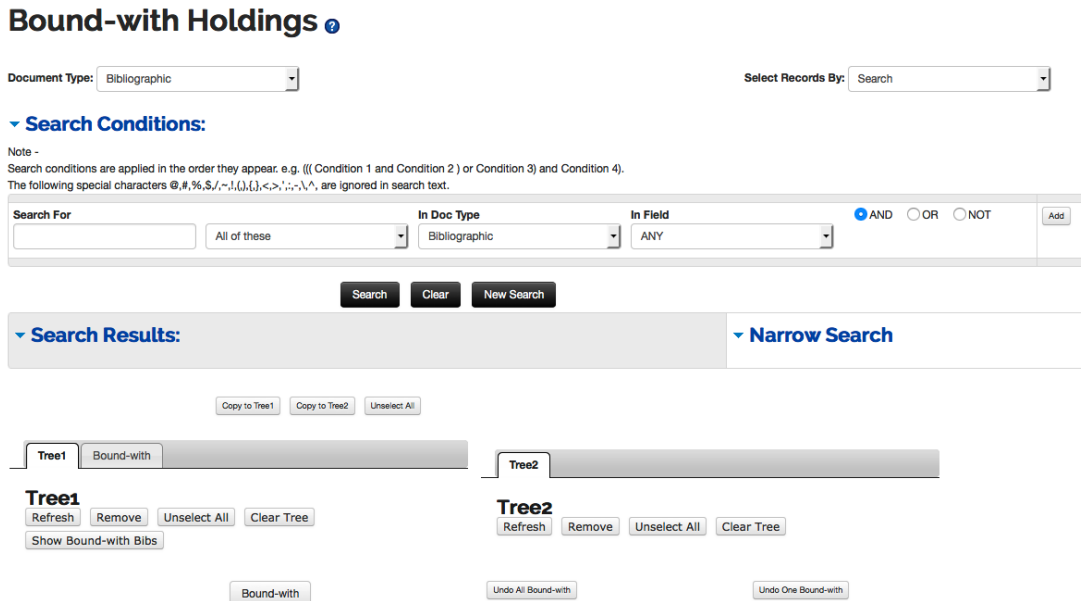 Bound-with Holdings ?
Document Type: Bibliographic Select Records By: Search
Search Conditions:
Note -
Search conditions are applied in the order they appear. e.g. ((( Condition 1 and Condition 2 ) or Condition 3) and Condition 4).
The following special characters @,#,%,$,/,~,!,(,),{,},<,>,',:,-,\,^, are ignored in search text.
Search For In Doc Type In Field AND OR NOT Add
All of these Bibliographic ANY
Search Clear New Search
Search Results: Narrow Search
Copy to Tree1 Copy to Tree2 Unselect All
Tree1 Bound-with
Tree2
Tree1
Refresh Remove Unselect All Clear Tree
Show Bound-with Bibs
Tree2
Refresh Remove Unselect All Clear Tree
Bound-with Undo All Bound-with Undo One Bound-with